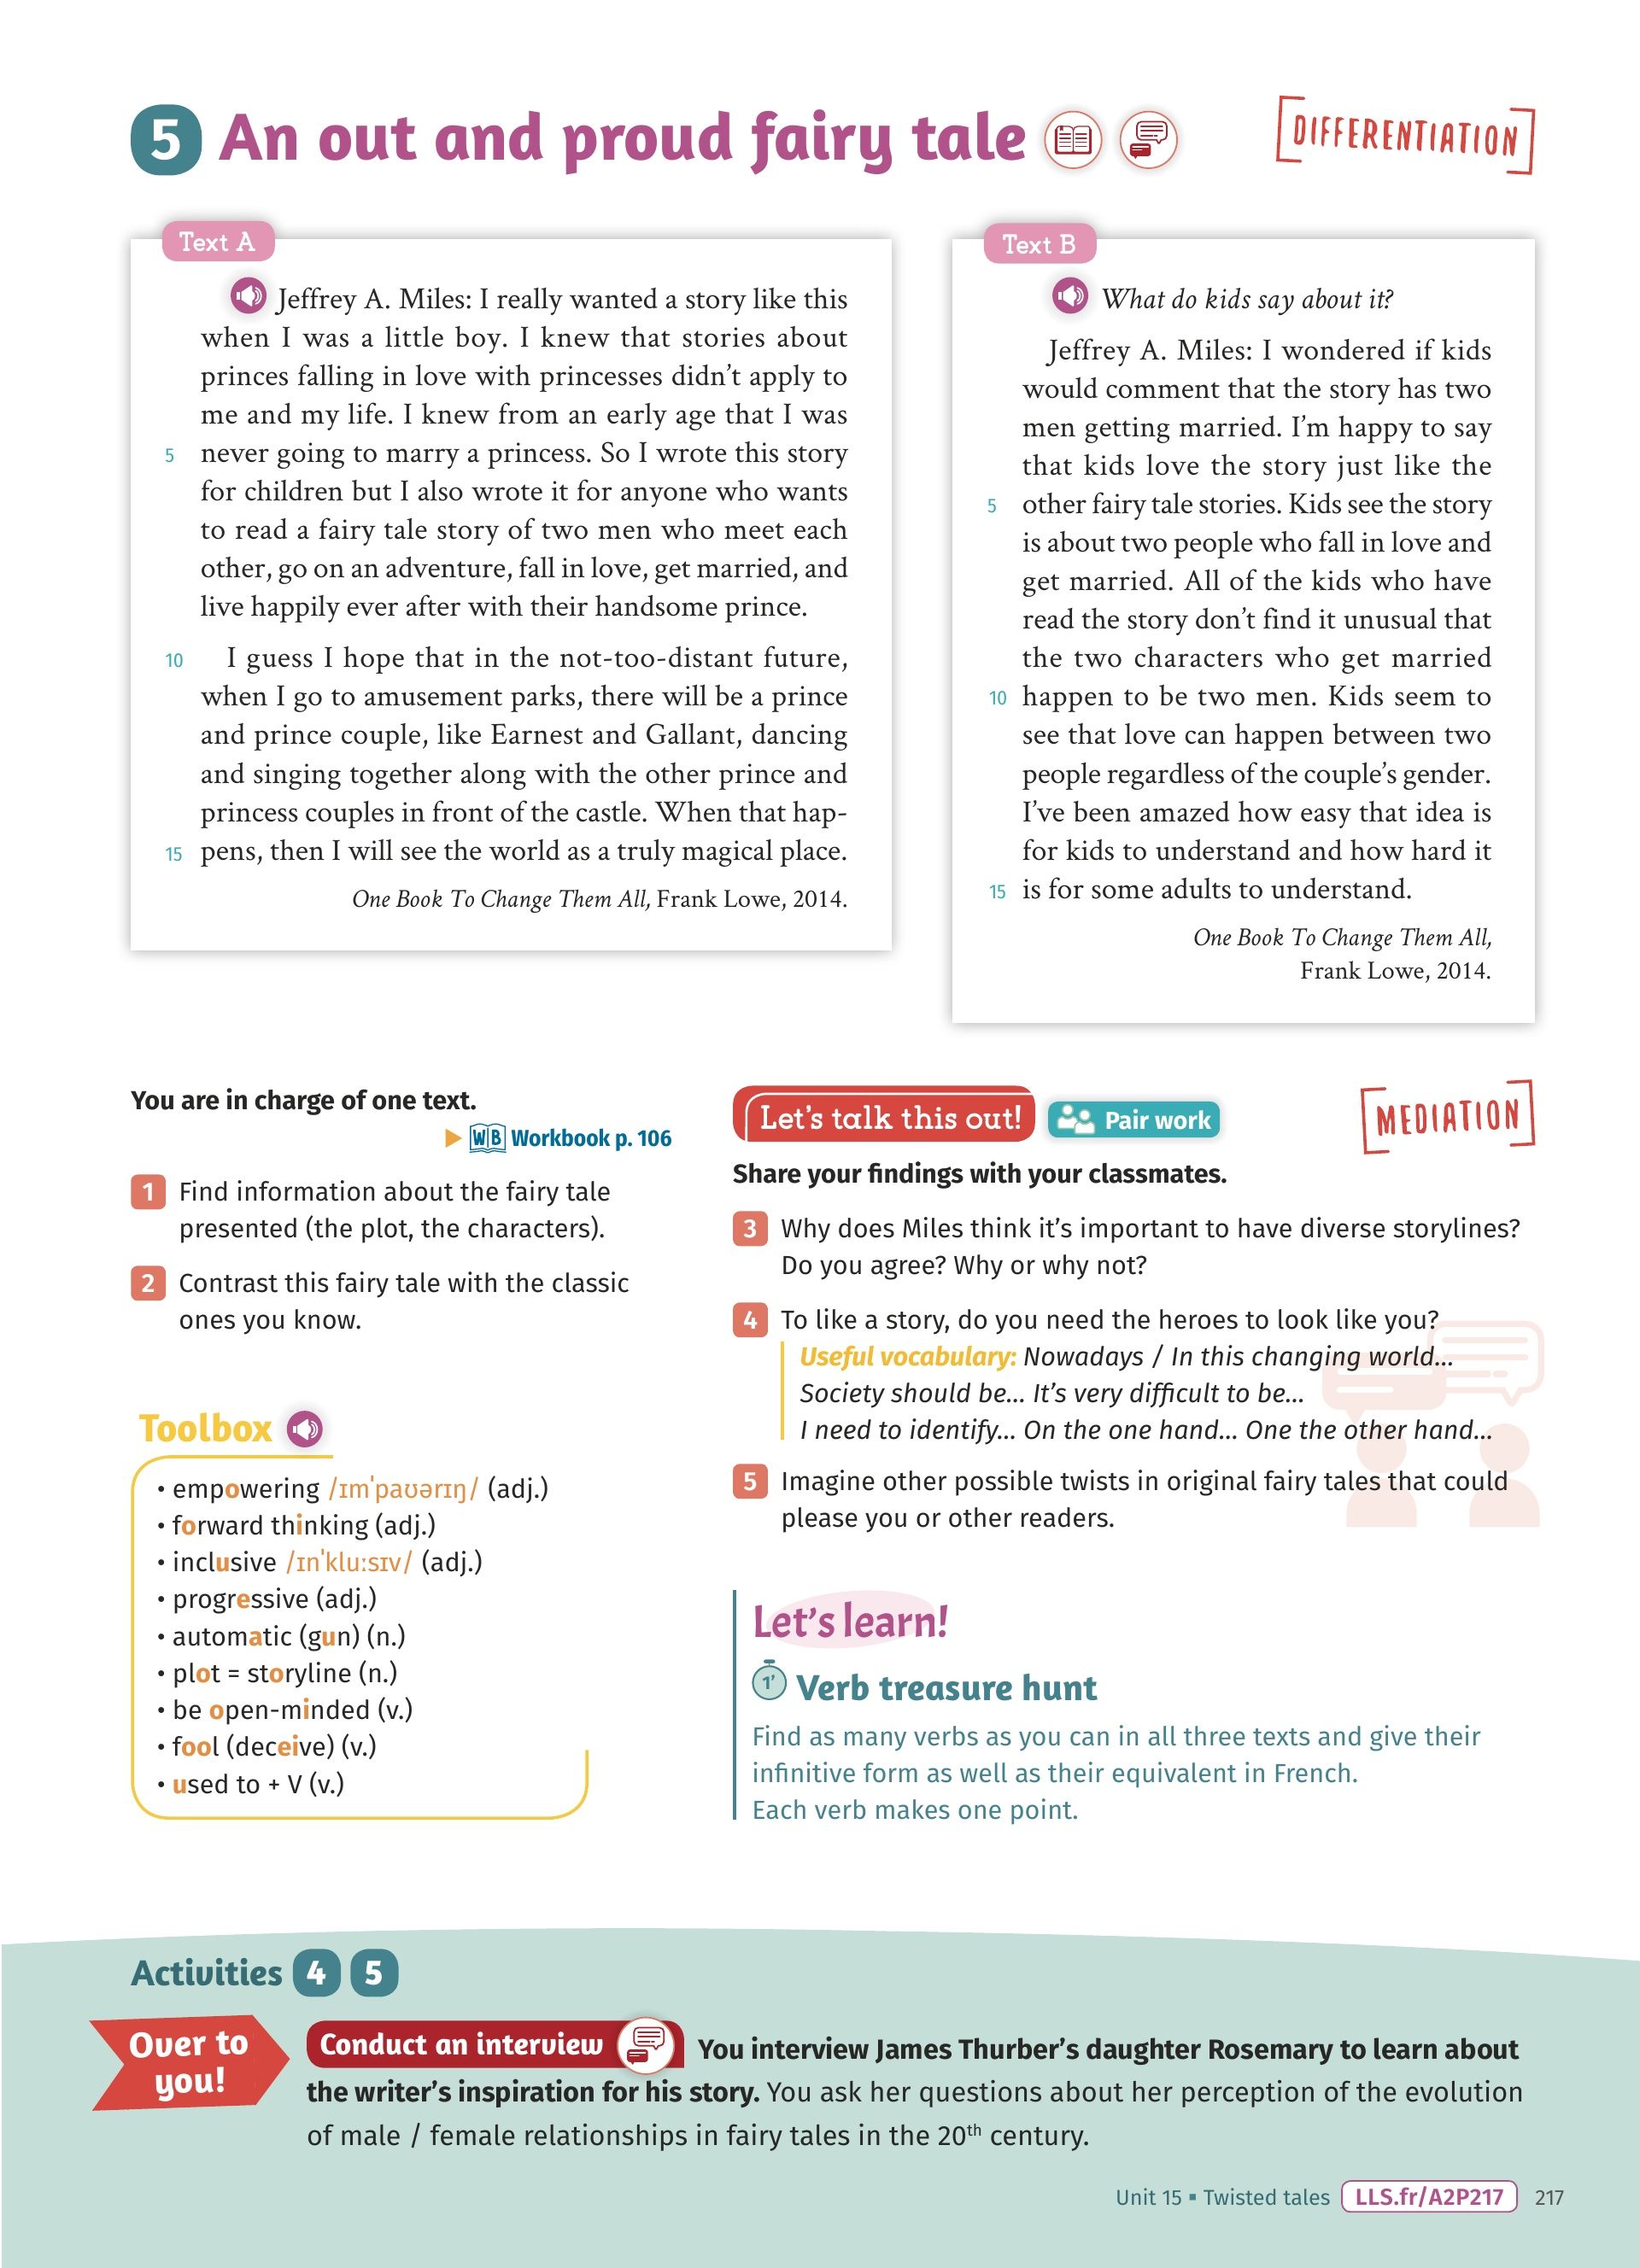 5 An out and proud fairy tale
DIFFERENTIATION
Text A
Jeffrey A. Miles: I really wanted a story like this
when I was a little boy. I knew that stories about
princes falling in love with princesses didn't apply to
me and my life. I knew from an early age that I was
5 never going to marry a princess. So I wrote this story
for children but I also wrote it for anyone who wants
to read a fairy tale story of two men who meet each
other, go on an adventure, fall in love, get married, and
live happily ever after with their handsome prince.
10 I guess I hope that in the not-too-distant future,
when I go to amusement parks, there will be a prince
and prince couple, like Earnest and Gallant, dancing
and singing together along with the other prince and
princess couples in front of the castle. When that hap-
15 pens, then I will see the world as a truly magical place.
One Book To Change Them All, Frank Lowe, 2014.
Text B
What do kids say about it?
Jeffrey A. Miles: I wondered if kids
would comment that the story has two
men getting married. I'm happy to say
that kids love the story just like the
5 other fairy tale stories. Kids see the story
is about two people who fall in love and
get married. All of the kids who have
read the story don't find it unusual that
the two characters who get married
10 happen to be two men. Kids seem to
see that love can happen between two
people regardless of the couple's gender.
I've been amazed how easy that idea is
for kids to understand and how hard it
15 is for some adults to understand.
One Book To Change Them All,
Frank Lowe, 2014.
You are in charge of one text.
WB Workbook p. 106
1 Find information about the fairy tale
presented (the plot, the characters).
2 Contrast this fairy tale with the classic
ones you know.
Toolbox
• empowering /ɪmˈpaʊərɪŋ/ (adj.)
• forward thinking (adj.)
• inclusive /ɪnˈkluːsɪv/ (adj.)
• progressive (adj.)
• automatic (gun) (n.)
• plot = storyline (n.)
• be open-minded (v.)
• fool (deceive) (v.)
• used to + V (v.)
Let's talk this out! Pair work
MEDIATION
Share your findings with your classmates.
3 Why does Miles think it's important to have diverse storylines?
Do you agree? Why or why not?
4 To like a story, do you need the heroes to look like you?
Useful vocabulary: Nowadays / In this changing world...
Society should be... It's very difficult to be...
I need to identify... On the one hand... One the other hand...
5 Imagine other possible twists in original fairy tales that could
please you or other readers.
Let's learn!
1' Verb treasure hunt
Find as many verbs as you can in all three texts and give their
infinitive form as well as their equivalent in French.
Each verb makes one point.
Activities 4 5
Over to
you!
Conduct an interview You interview James Thurber's daughter Rosemary to learn about
the writer's inspiration for his story. You ask her questions about her perception of the evolution
of male / female relationships in fairy tales in the 20th century.
Unit 15 ▪ Twisted tales LLS.fr/A2P217 217